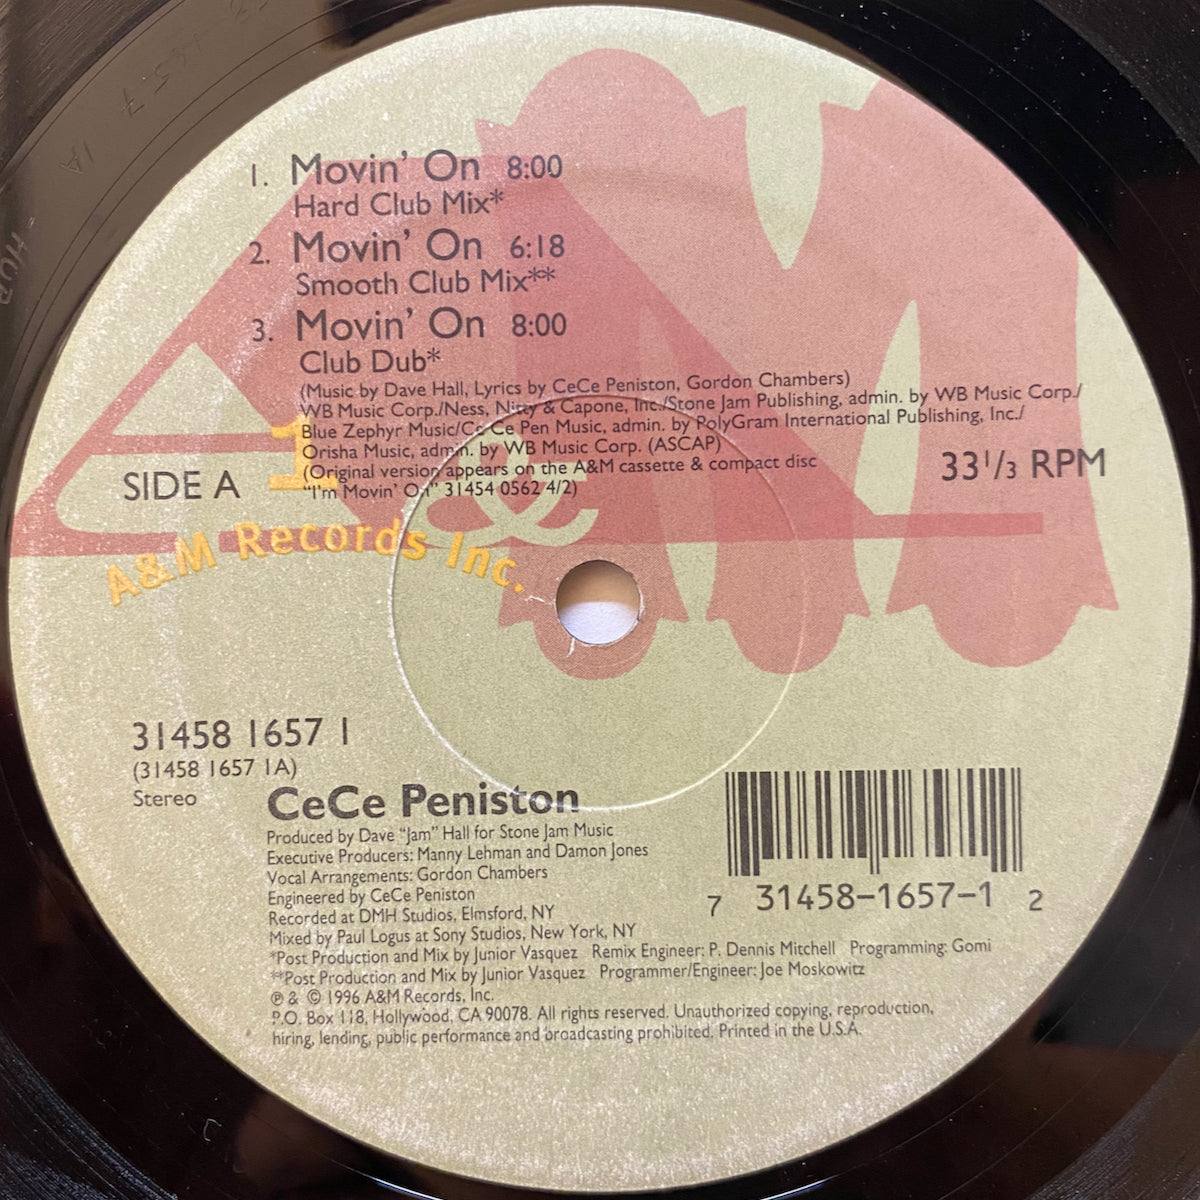 1. Movin' On 8:00
Hard Club Mix*
2. Movin' On 6:18
Smooth Club Mix**
3. Movin' On 8:00
Club Dub*
(Music by Dave Hall, Lyrics by CeCe Peniston, Gordon Chambers)
WB Music Corp./Ness, Nitty & Capone, Inc./Stone Jam Publishing, admin. by WB Music Corp./
Blue Zephyr Music/Ce Ce Pen Music, admin. by PolyGram International Publishing, Inc./
Orisha Music, admin. by WB Music Corp. (ASCAP)
(Original version appears on the A&M cassette & compact disc
"I'm Movin' On" 31454 0562 4/2)
SIDE A
33 1/3 RPM
A&M Records Inc.
31458 1657 1
(31458 1657 1A)
Stereo
CeCe Peniston
Produced by Dave "Jam" Hall for Stone Jam Music
Executive Producers: Manny Lehman and Damon Jones
Vocal Arrangements: Gordon Chambers
Engineered by CeCe Peniston
Recorded at DMH Studios, Elmsford, NY
Mixed by Paul Logus at Sony Studios, New York, NY
*Post Production and Mix by Junior Vasquez Remix Engineer: P. Dennis Mitchell Programming: Gomi
**Post Production and Mix by Junior Vasquez Programmer/Engineer: Joe Moskowitz
℗ & © 1996 A&M Records, Inc.
P.O. Box 118, Hollywood, CA 90078. All rights reserved. Unauthorized copying, reproduction,
hiring, lending, public performance and broadcasting prohibited. Printed in the U.S.A.
7 31458-1657-1 2